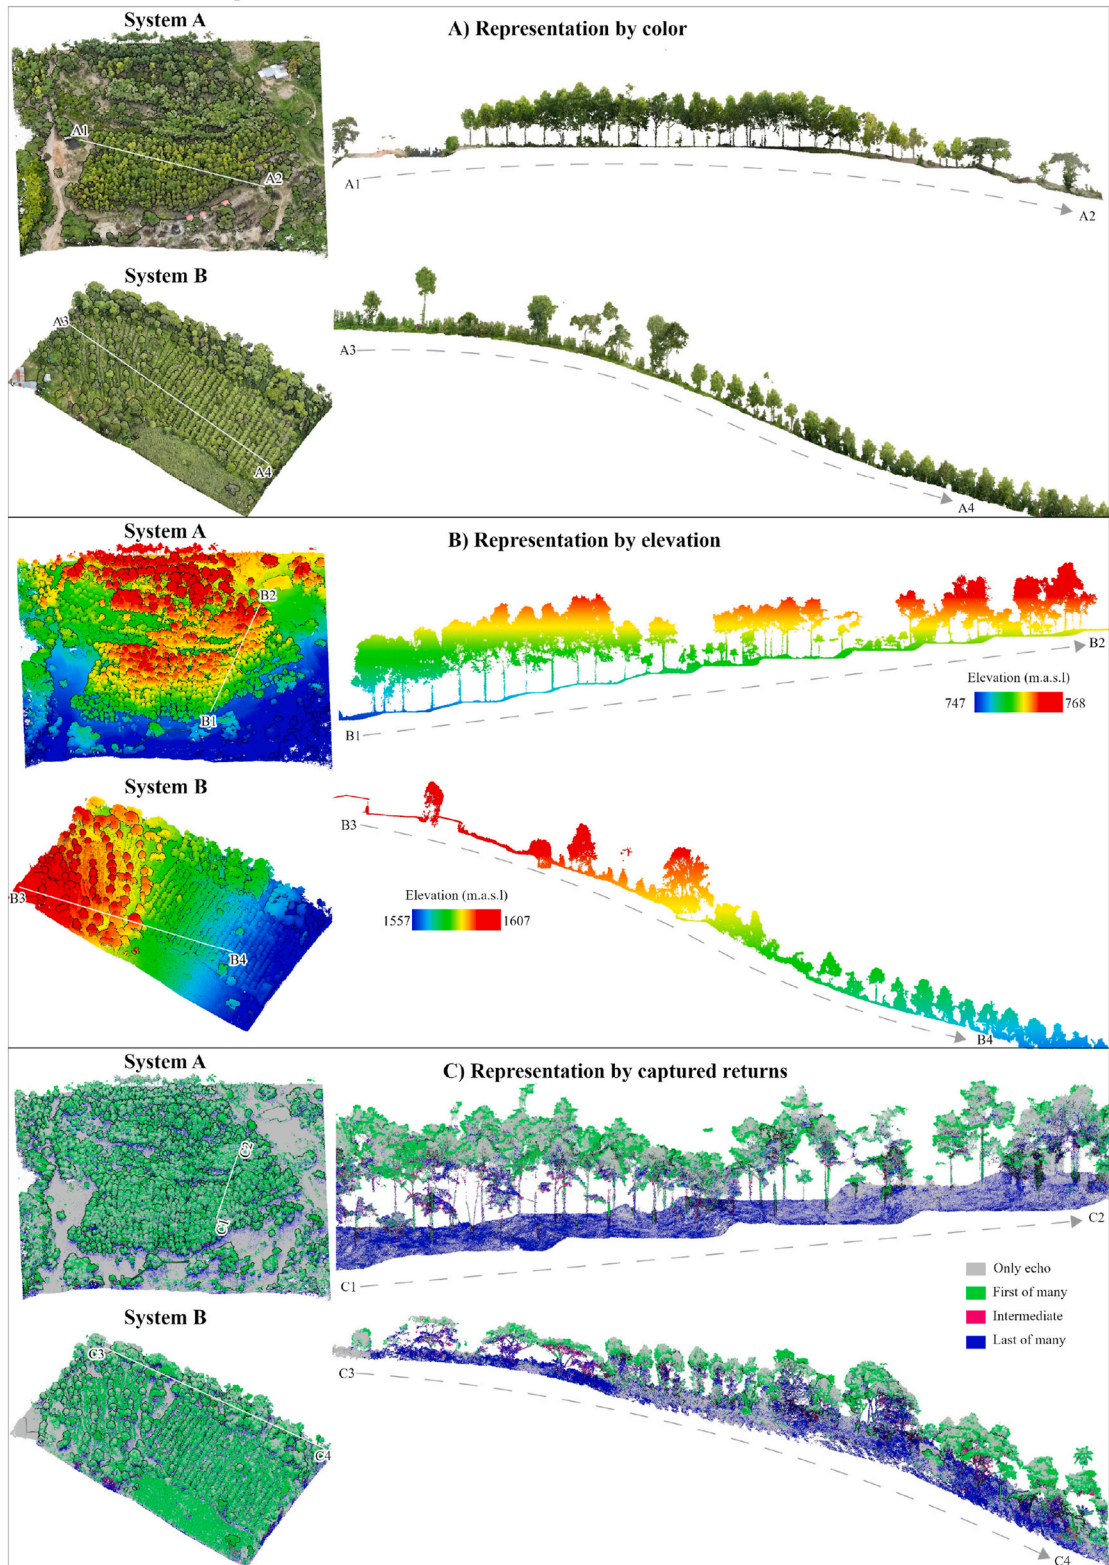 System A
A) Representation by color
A1
A2
A1
A2
System B
A3
A4
A3
A4
System A
B) Representation by elevation
B2
B1
B1
B2
Elevation (m.a.s.l)
747 768
System B
B3
B4
B3
Elevation (m.a.s.l)
1557 1607
B4
System A
C) Representation by captured returns
C2
C1
C1
C2
Only echo
First of many
Intermediate
Last of many
System B
C3
C4
C3
C4